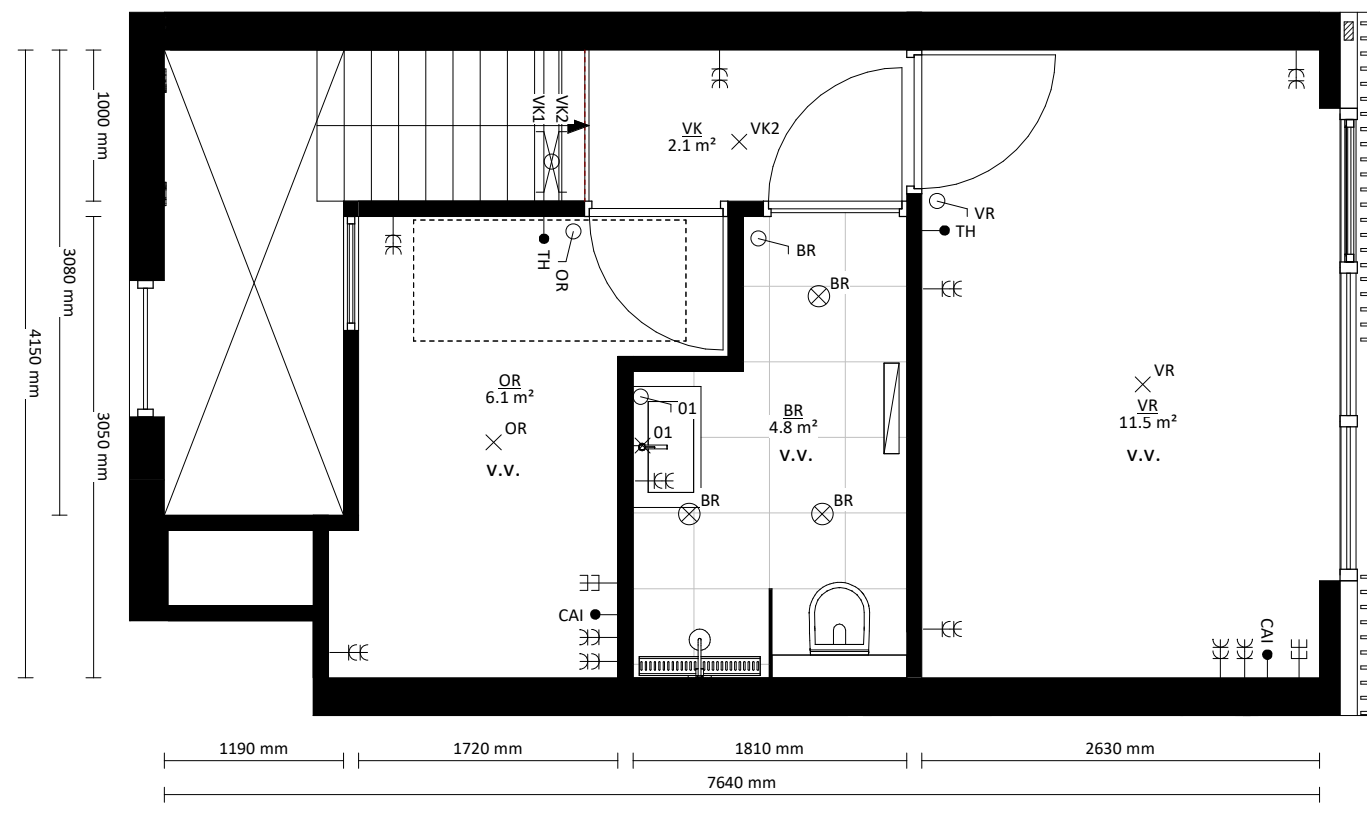 1000 mm
3080 mm
4150 mm
3050 mm
VK1
VK2
VK
2.1 m²
VK2
VR
TH
TH
OR
BR
BR
OR
6.1 m²
OR
v.v.
01
01
BR
4.8 m²
v.v.
VR
VR
11.5 m²
v.v.
BR
BR
CAI
CAI
1190 mm
1720 mm
1810 mm
2630 mm
7640 mm